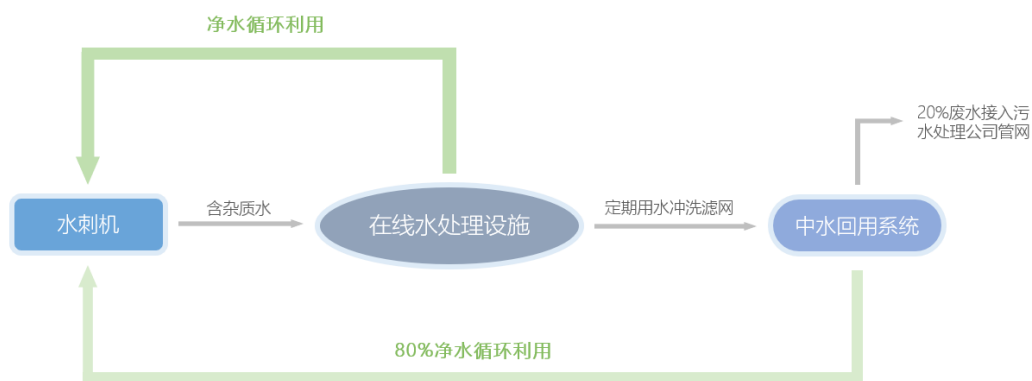 净水循环利用
20%废水接入污
水处理公司管网
水刺机
含杂质水
在线水处理设施
定期用水冲洗滤网
中水回用系统
80%净水循环利用